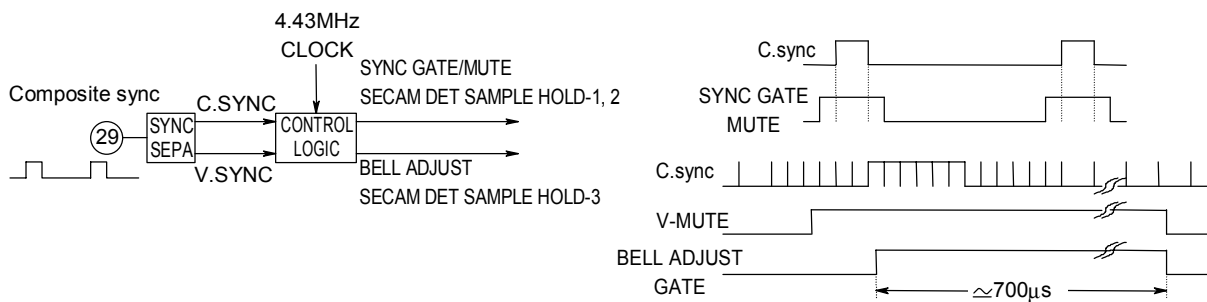 4.43MHz
CLOCK
SYNC GATE/MUTE
SECAM DET SAMPLE HOLD-1, 2
Composite sync
C.SYNC
29
SYNC
SEPA
CONTROL
LOGIC
V.SYNC
BELL ADJUST
SECAM DET SAMPLE HOLD-3
C.sync
SYNC GATE
MUTE
C.sync
V-MUTE
BELL ADJUST
GATE
≃700μs